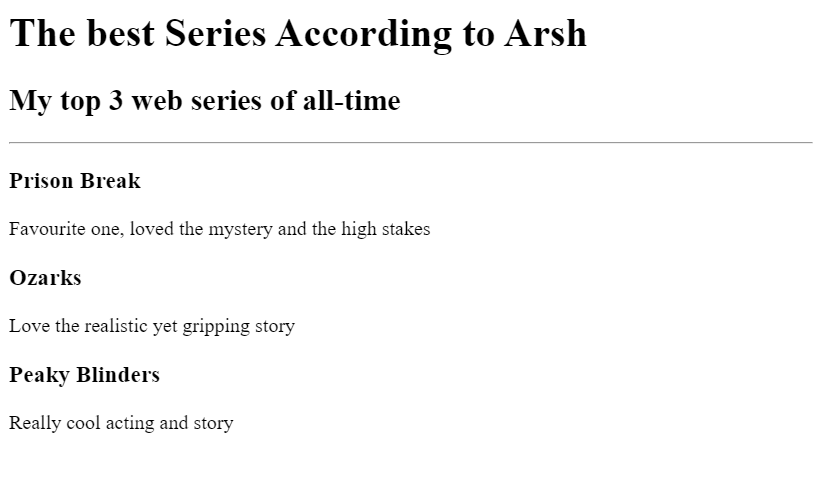 The best Series According to Arsh
My top 3 web series of all-time
Prison Break
Favourite one, loved the mystery and the high stakes
Ozarks
Love the realistic yet gripping story
Peaky Blinders
Really cool acting and story